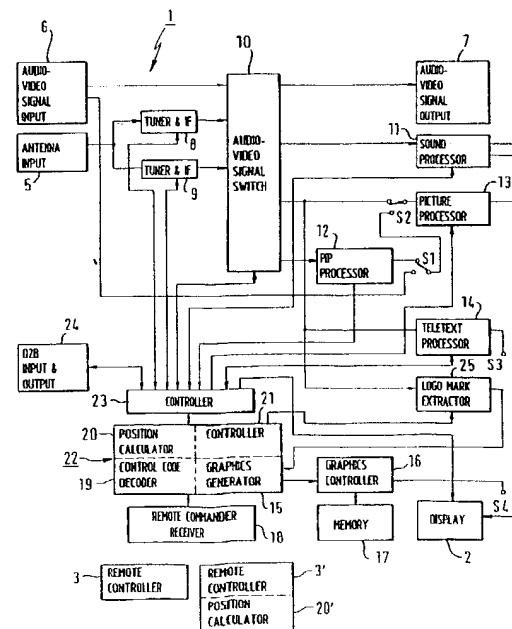 1
6
AUDIO-
VIDEO
SIGNAL
INPUT
ANTENNA
INPUT
5
TUNER & IF
8
TUNER & IF
9
10
AUDIO-
VIDEO
SIGNAL
SWITCH
7
AUDIO-
VIDEO
SIGNAL
OUTPUT
11
SOUND
PROCESSOR
13
PICTURE
PROCESSOR
S2
12
PIP
PROCESSOR
S1
14
TELETEXT
PROCESSOR
S3
25
LOGO MARK
EXTRACTOR
24
D2B
INPUT &
OUTPUT
23
CONTROLLER
21
20
POSITION
CALCULATOR
CONTROLLER
22
19
CONTROL CODE
DECODER
GRAPHICS
GENERATOR
15
16
GRAPHICS
CONTROLLER
MEMORY
17
S4
DISPLAY
2
REMOTE COMMANDER
RECEIVER
18
3
REMOTE
CONTROLLER
REMOTE
CONTROLLER
3'
POSITION
CALCULATOR
20'